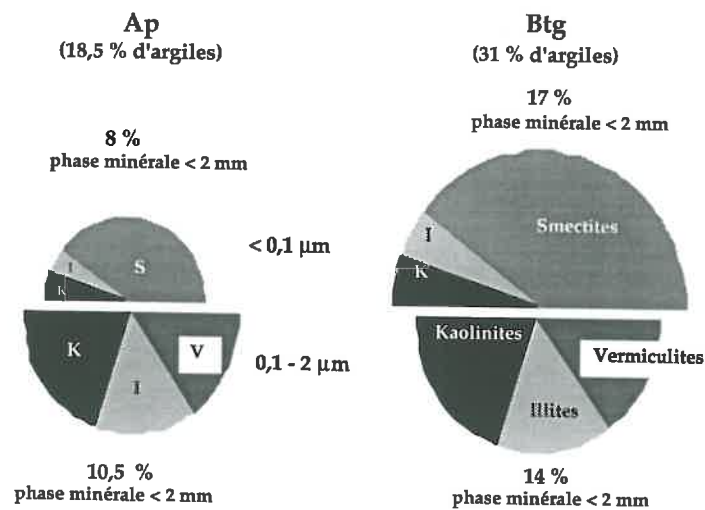 Ap
(18,5 % d'argiles)
8 %
phase minérale < 2 mm
S
I
K
K
I
V
10,5 %
phase minérale < 2 mm
< 0,1 µm
0,1 - 2 µm
Btg
(31 % d'argiles)
17 %
phase minérale < 2 mm
Smectites
I
K
Kaolinites
Illites
Vermiculites
14 %
phase minérale < 2 mm